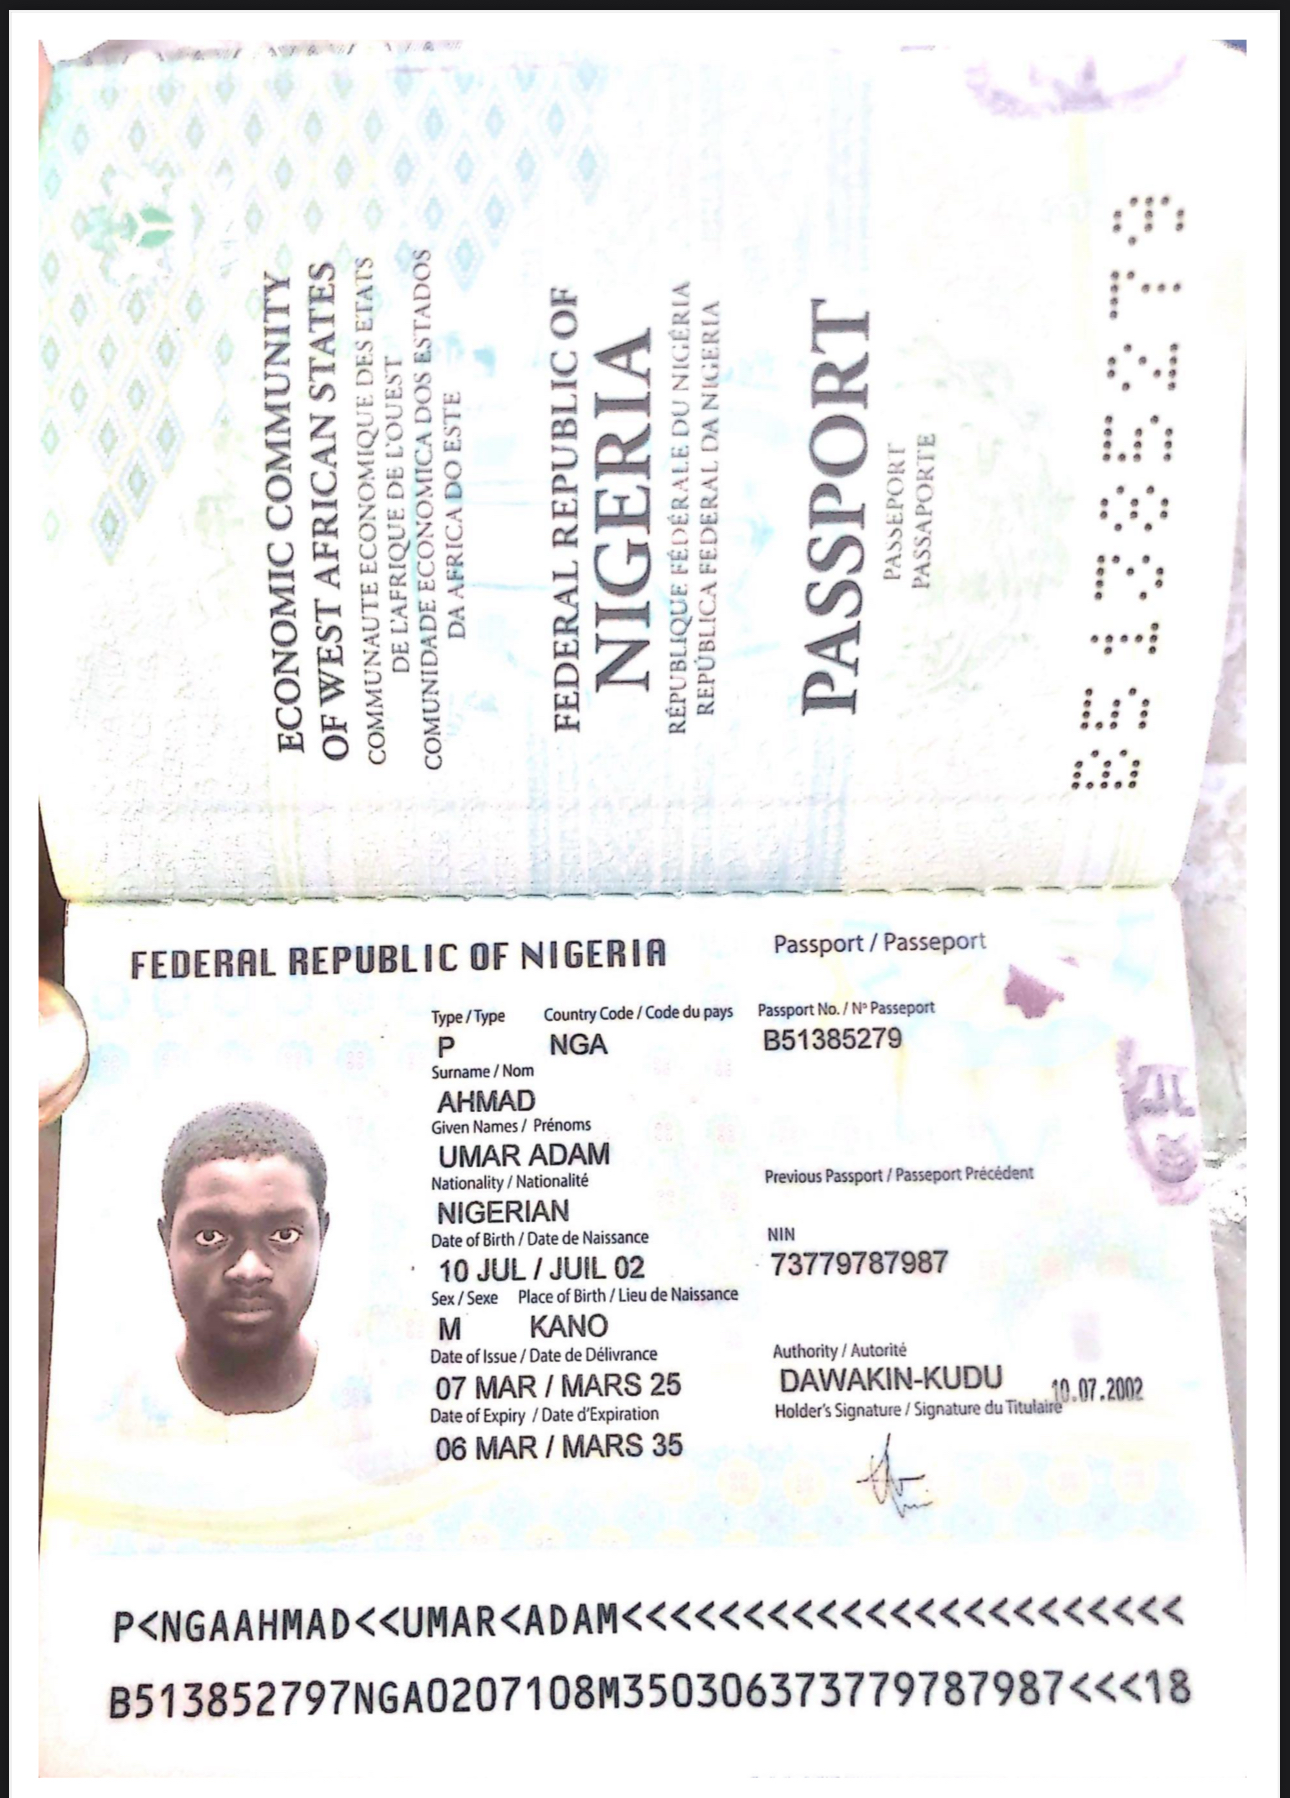 ECONOMIC COMMUNITY
OF WEST AFRICAN STATES
COMMUNAUTE ECONOMIQUE DES ETATS
DE L'AFRIQUE DE L'OUEST
COMUNIDADE ECONOMICA DOS ESTADOS
DA AFRICA DO ESTE
FEDERAL REPUBLIC OF
NIGERIA
RÉPUBLIQUE FÉDÉRALE DU NIGÉRIA
REPÚBLICA FEDERAL DA NIGERIA
PASSPORT
PASSEPORT
PASSAPORTE
B51385279
FEDERAL REPUBLIC OF NIGERIA Passport / Passeport
Type / Type Country Code / Code du pays Passport No. / Nº Passeport
P NGA B51385279
Surname / Nom
AHMAD
Given Names / Prénoms
UMAR ADAM
Nationality / Nationalité Previous Passport / Passeport Précédent
NIGERIAN
Date of Birth / Date de Naissance NIN
10 JUL / JUIL 02 73779787987
Sex / Sexe Place of Birth / Lieu de Naissance
M KANO
Date of Issue / Date de Délivrance Authority / Autorité
07 MAR / MARS 25 DAWAKIN-KUDU 10.07.2002
Date of Expiry / Date d'Expiration Holder's Signature / Signature du Titulaire
06 MAR / MARS 35
P<NGAAHMAD<<UMAR<ADAM<<<<<<<<<<<<<<<<<<<<<<<
B513852797NGA0207108M350306373779787987<<<18